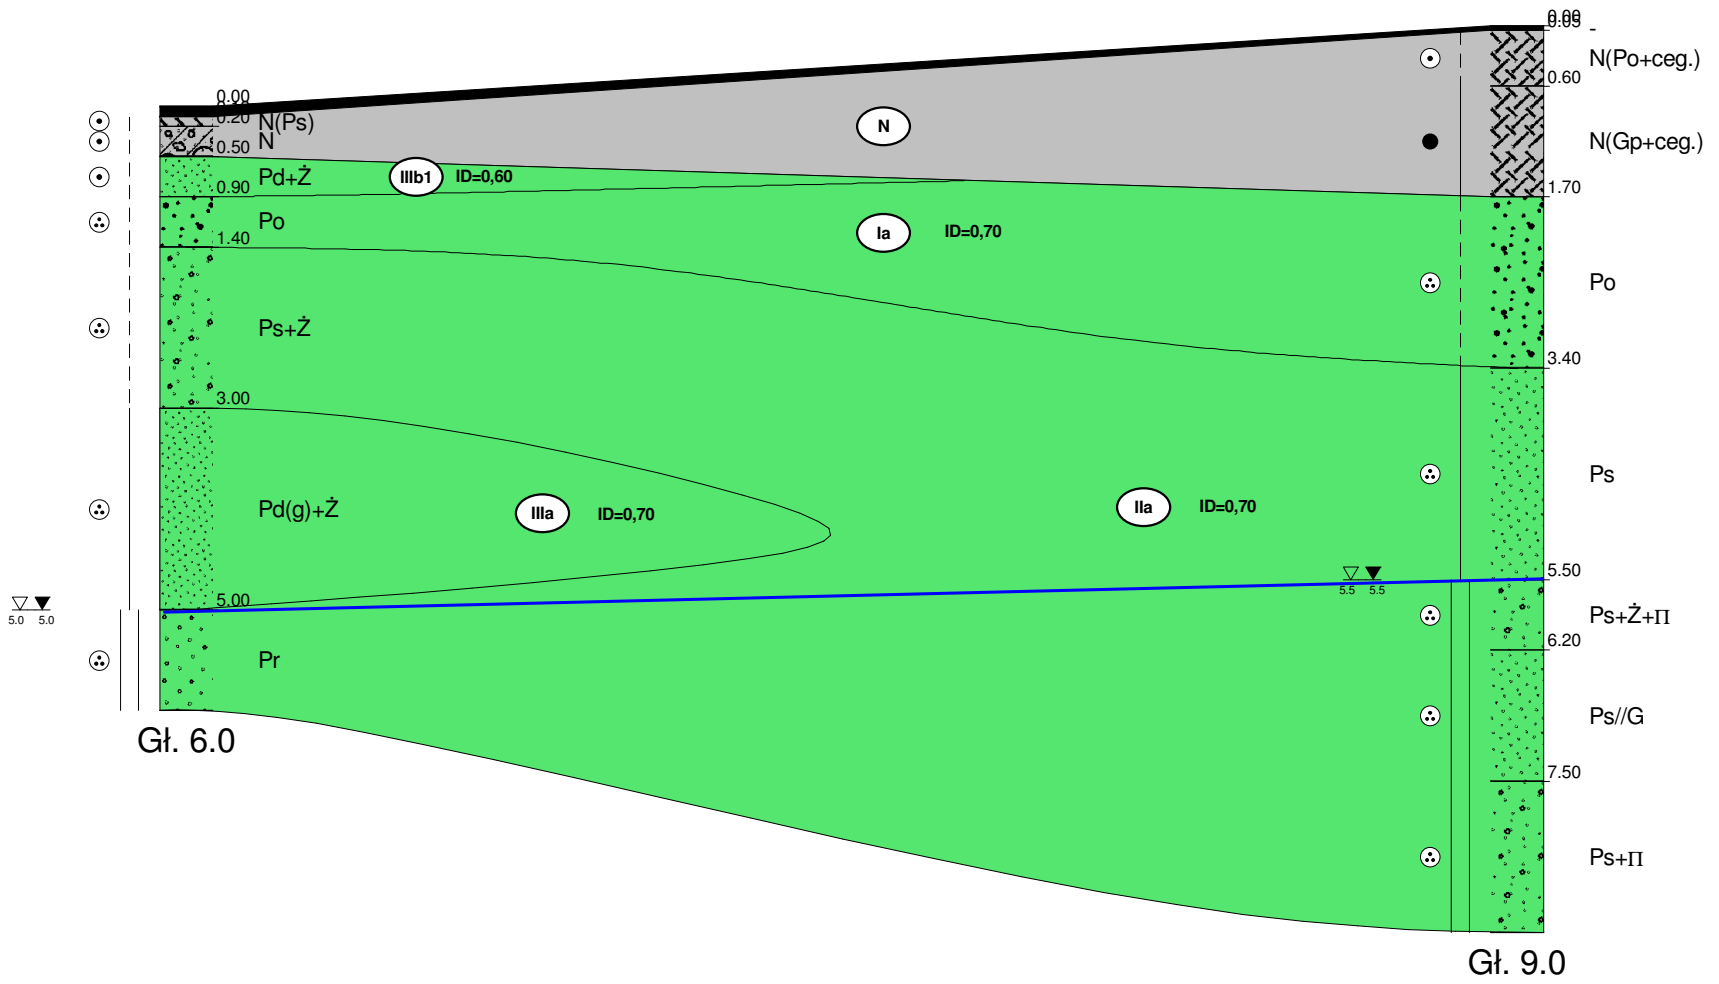 0.00
0.05
-
N(Po+ceg.)
0.60
0.00
0.20
N(Ps)
N
N
N(Gp+ceg.)
0.50
Pd+Ż
IIIb1
ID=0,60
0.90
1.70
Po
Ia
ID=0,70
1.40
Po
Ps+Ż
3.40
3.00
Ps
Pd(g)+Ż
IIIa
ID=0,70
IIa
ID=0,70
5.50
5.5 5.5
5.00
5.0 5.0
Ps+Ż+Π
6.20
Pr
Ps//G
Gł. 6.0
7.50
Ps+Π
Gł. 9.0